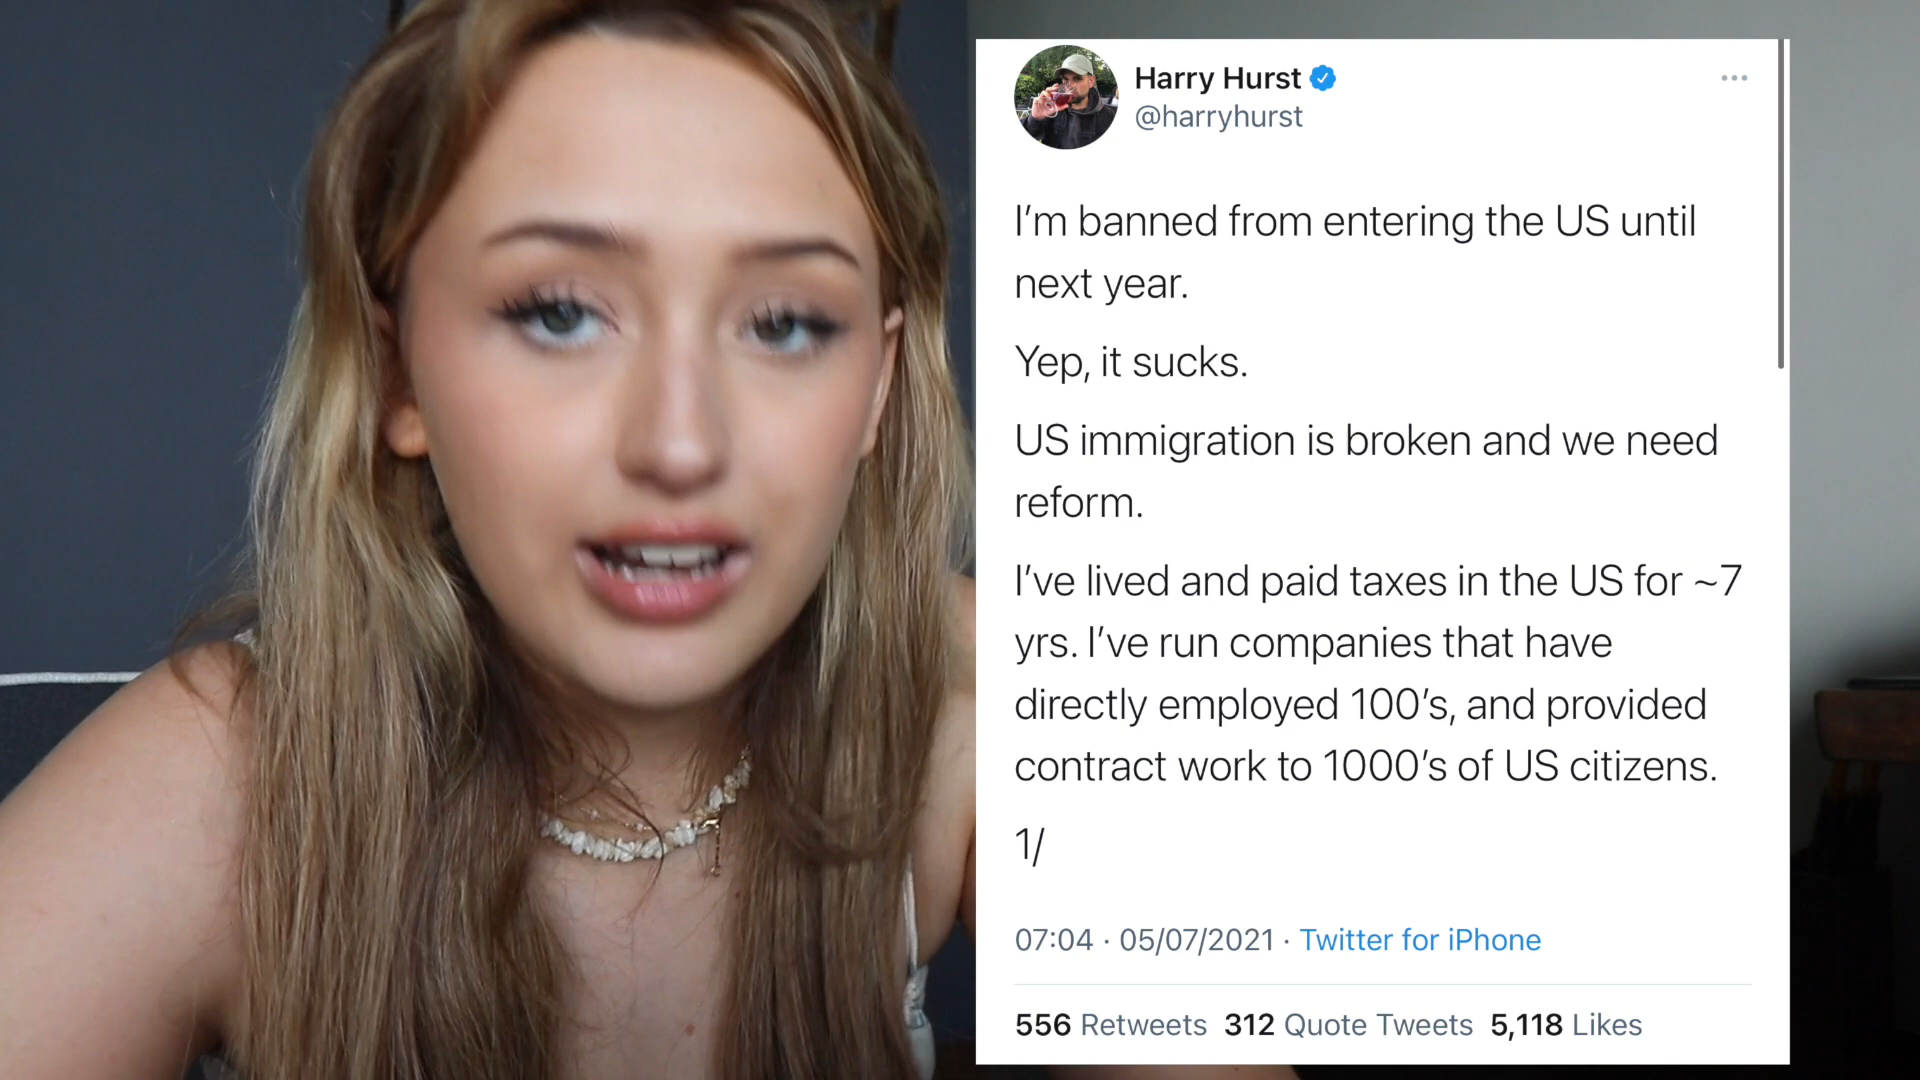 Harry Hurst
@harryhurst
I'm banned from entering the US until
next year.
Yep, it sucks.
US immigration is broken and we need
reform.
I've lived and paid taxes in the US for ~7
yrs. I've run companies that have
directly employed 100's, and provided
contract work to 1000's of US citizens.
1/
07:04 · 05/07/2021 · Twitter for iPhone
556 Retweets 312 Quote Tweets 5,118 Likes